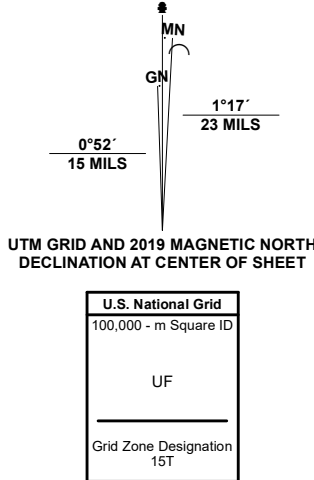 MN
GN
1°17´
23 MILS
0°52´
15 MILS
UTM GRID AND 2019 MAGNETIC NORTH
DECLINATION AT CENTER OF SHEET
U.S. National Grid
100,000 - m Square ID
UF
Grid Zone Designation
15T